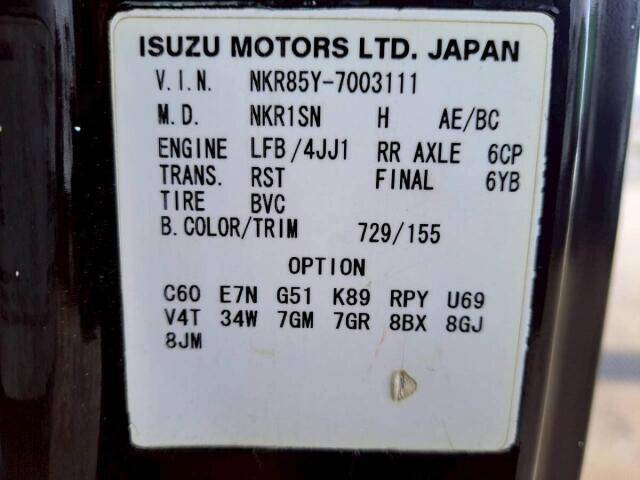 ISUZU MOTORS LTD. JAPAN
V.I.N. NKR85Y-7003111
M.D. NKR1SN H AE/BC
ENGINE LFB/4JJ1 RR AXLE 6CP
TRANS. RST FINAL 6YB
TIRE BVC
B.COLOR/TRIM 729/155
OPTION
C60 E7N G51 K89 RPY U69
V4T 34W 7GM 7GR 8BX 8GJ
8JM